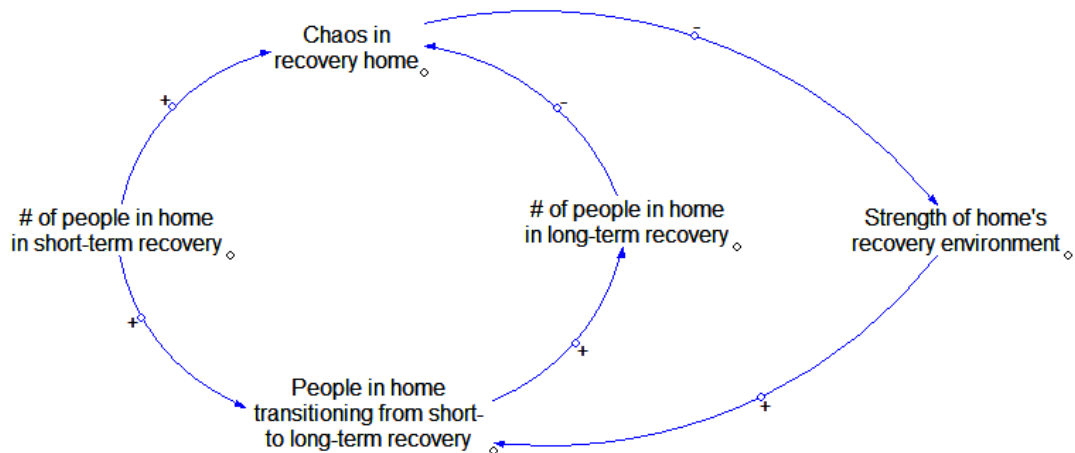 Chaos in
recovery home
-
+
-
# of people in home
in short-term recovery
# of people in home
in long-term recovery
Strength of home's
recovery environment
+
+
+
People in home
transitioning from short-
to long-term recovery